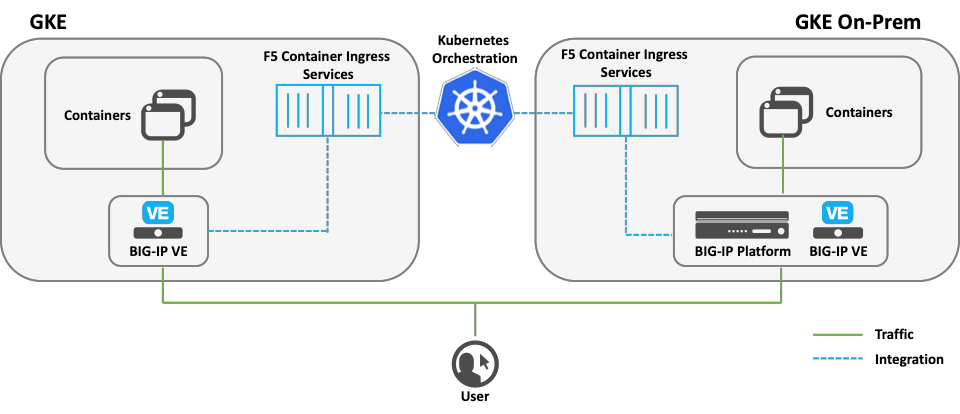 GKE
GKE On-Prem
F5 Container Ingress
Services
Kubernetes
Orchestration
F5 Container Ingress
Services
Containers
Containers
VE
BIG-IP VE
VE
BIG-IP Platform
BIG-IP VE
User
Traffic
Integration